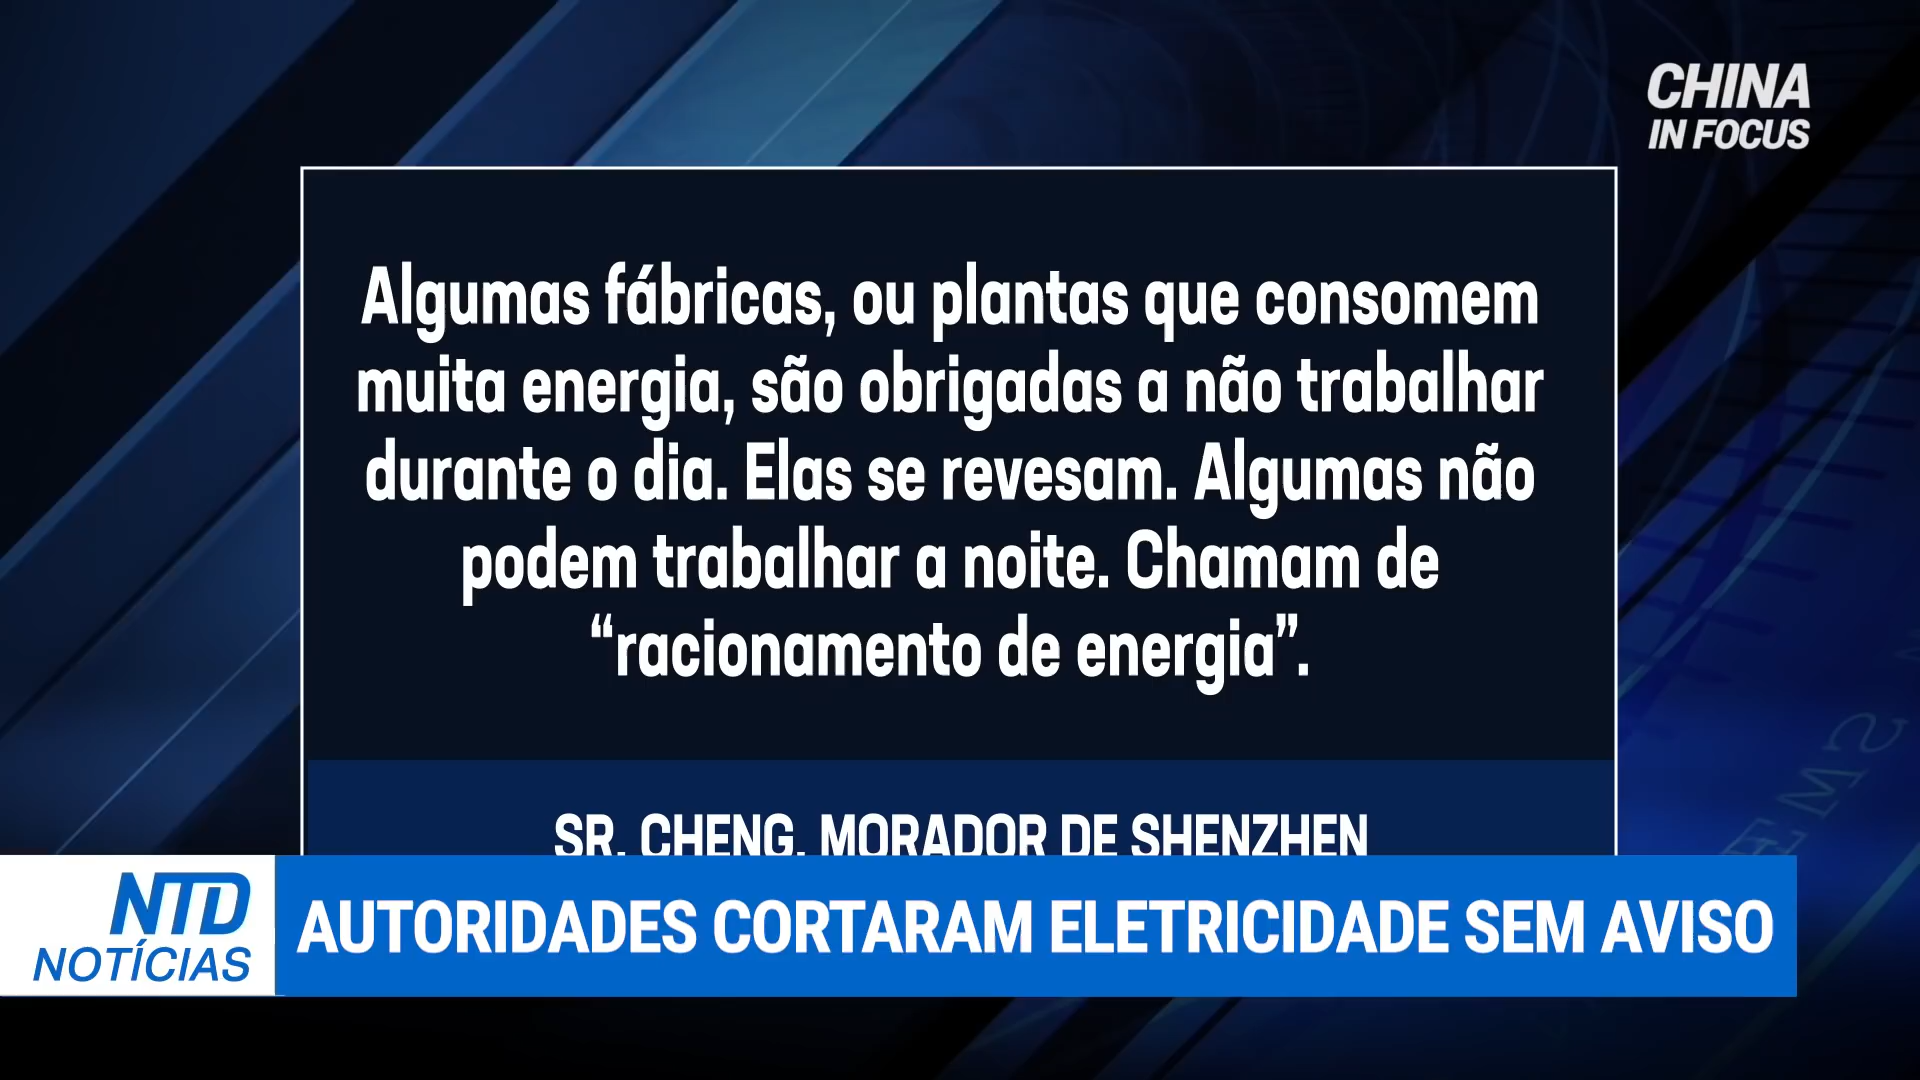 CHINA
IN FOCUS
Algumas fábricas, ou plantas que consomem
muita energia, são obrigadas a não trabalhar
durante o dia. Elas se revesam. Algumas não
podem trabalhar a noite. Chamam de
“racionamento de energia”.
SR. CHENG, MORADOR DE SHENZHEN
NTD
NOTÍCIAS
AUTORIDADES CORTARAM ELETRICIDADE SEM AVISO